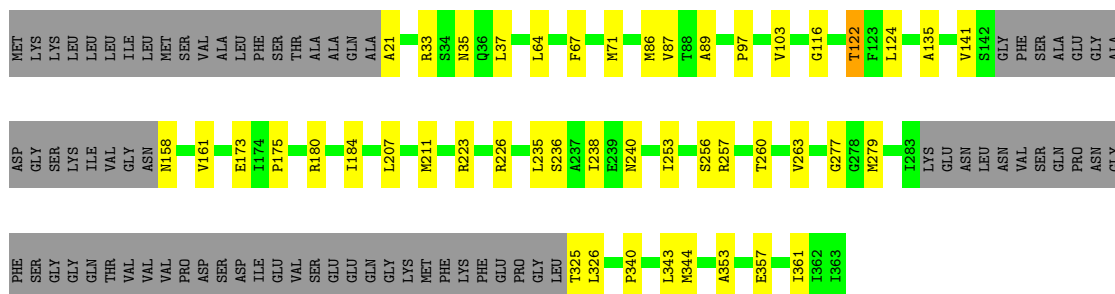 MET LYS LYS LEU LEU LEU ILE LEU MET SER VAL ALA LEU PHE SER THR ALA ALA GLN ALA A21 R33 S34 N35 Q36 L37 L64 F67 M71 M86 V87 T88 A89 P97 V103 G116 T122 F123 L124 A135 V141 S142 GLY PHE SER ALA GLU GLY ALA
ASP GLY SER LYS ILE VAL GLY ASN N158 V161 E173 I174 P175 R180 I184 L207 M211 R223 R226 L235 S236 A237 I238 E239 N240 I253 S256 R257 T260 V263 G277 G278 M279 I283 LYS GLU ASN LEU ASN VAL SER GLN PRO ASN GLY
PHE SER GLY GLY GLN THR VAL VAL VAL PRO ASP SER ASP ILE GLU VAL SER GLU GLU GLN GLY LYS MET PHE LYS PHE GLU PRO GLY LEU T325 L326 P340 L343 M344 A353 E357 I361 I362 I363